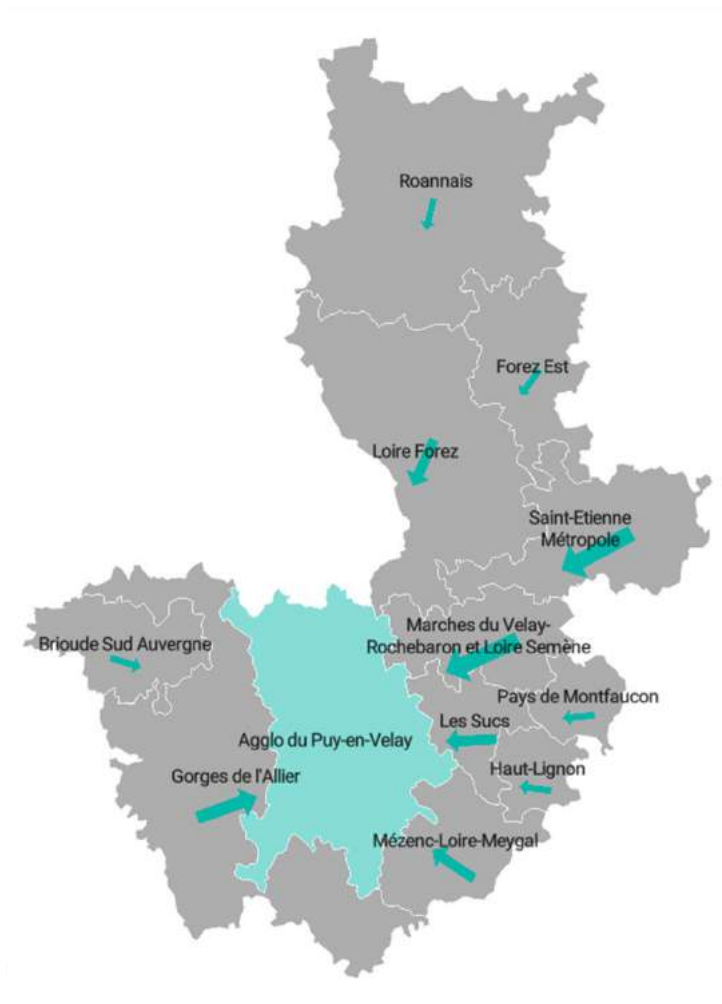 Roannais
Forez Est
Loire Forez
Saint-Etienne
Métropole
Marches du Velay-
Rochebaron et Loire Semène
Brioude Sud Auvergne
Pays de Montfaucon
Les Sucs
Agglo du Puy-en-Velay
Haut-Lignon
Gorges de l'Allier
Mézenc-Loire-Meygal